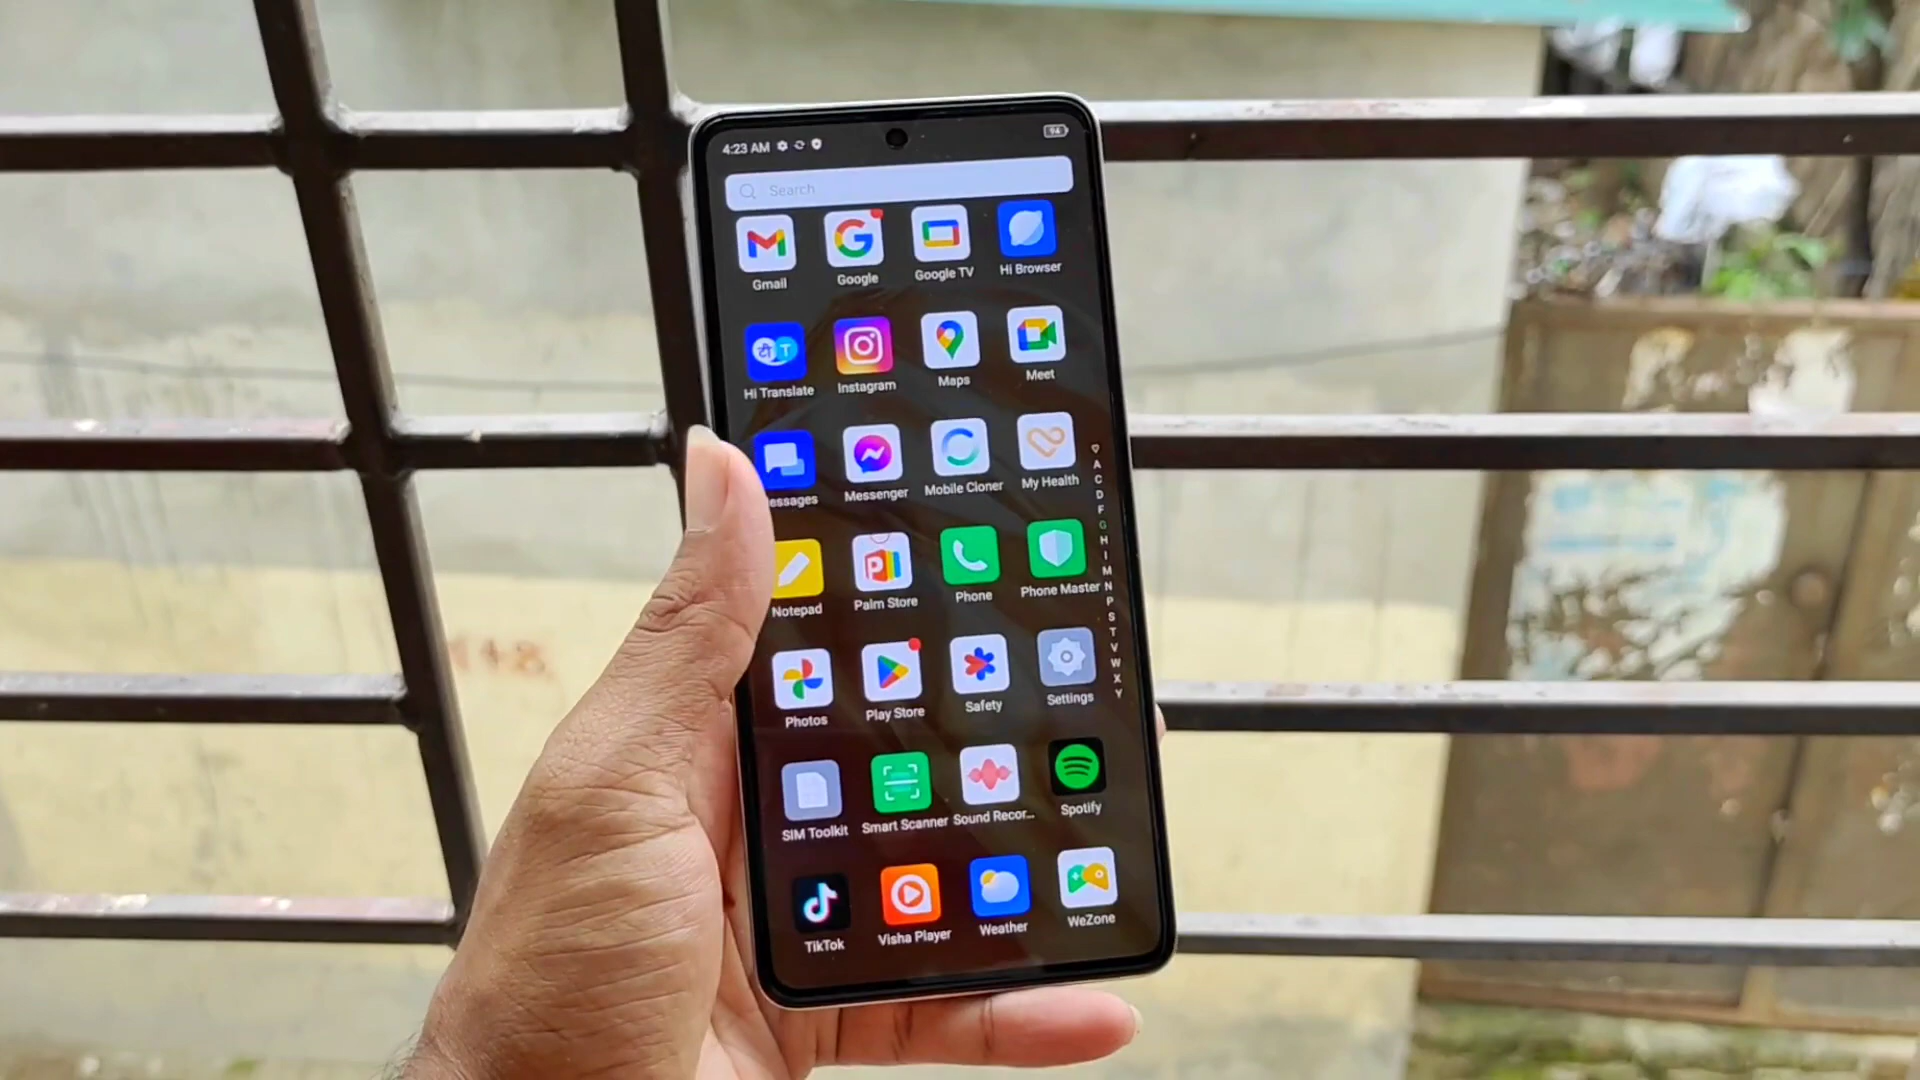 4:23 AM
94
Search
Gmail
Google
Google TV
Hi Browser
टी T
Hi Translate
Instagram
Maps
Meet
essages
Messenger
Mobile Cloner
My Health
Notepad
Palm Store
Phone
Phone Master
Photos
Play Store
Safety
Settings
SIM Toolkit
Smart Scanner
Sound Recor...
Spotify
TikTok
Visha Player
Weather
WeZone
A
C
D
F
G
H
I
M
N
P
S
T
V
W
X
Y